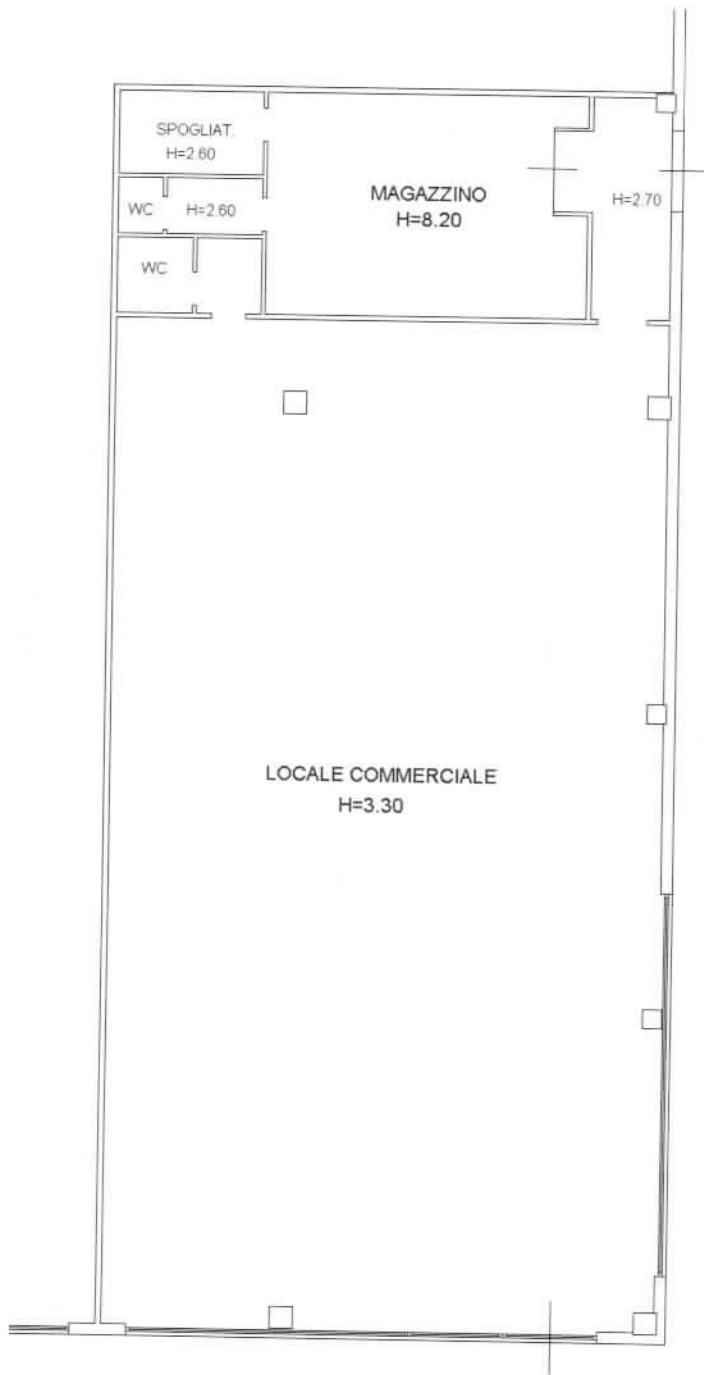 SPOGLIAT.
H=2.60
WC
H=2.60
MAGAZZINO
H=8.20
H=2.70
WC
LOCALE COMMERCIALE
H=3.30